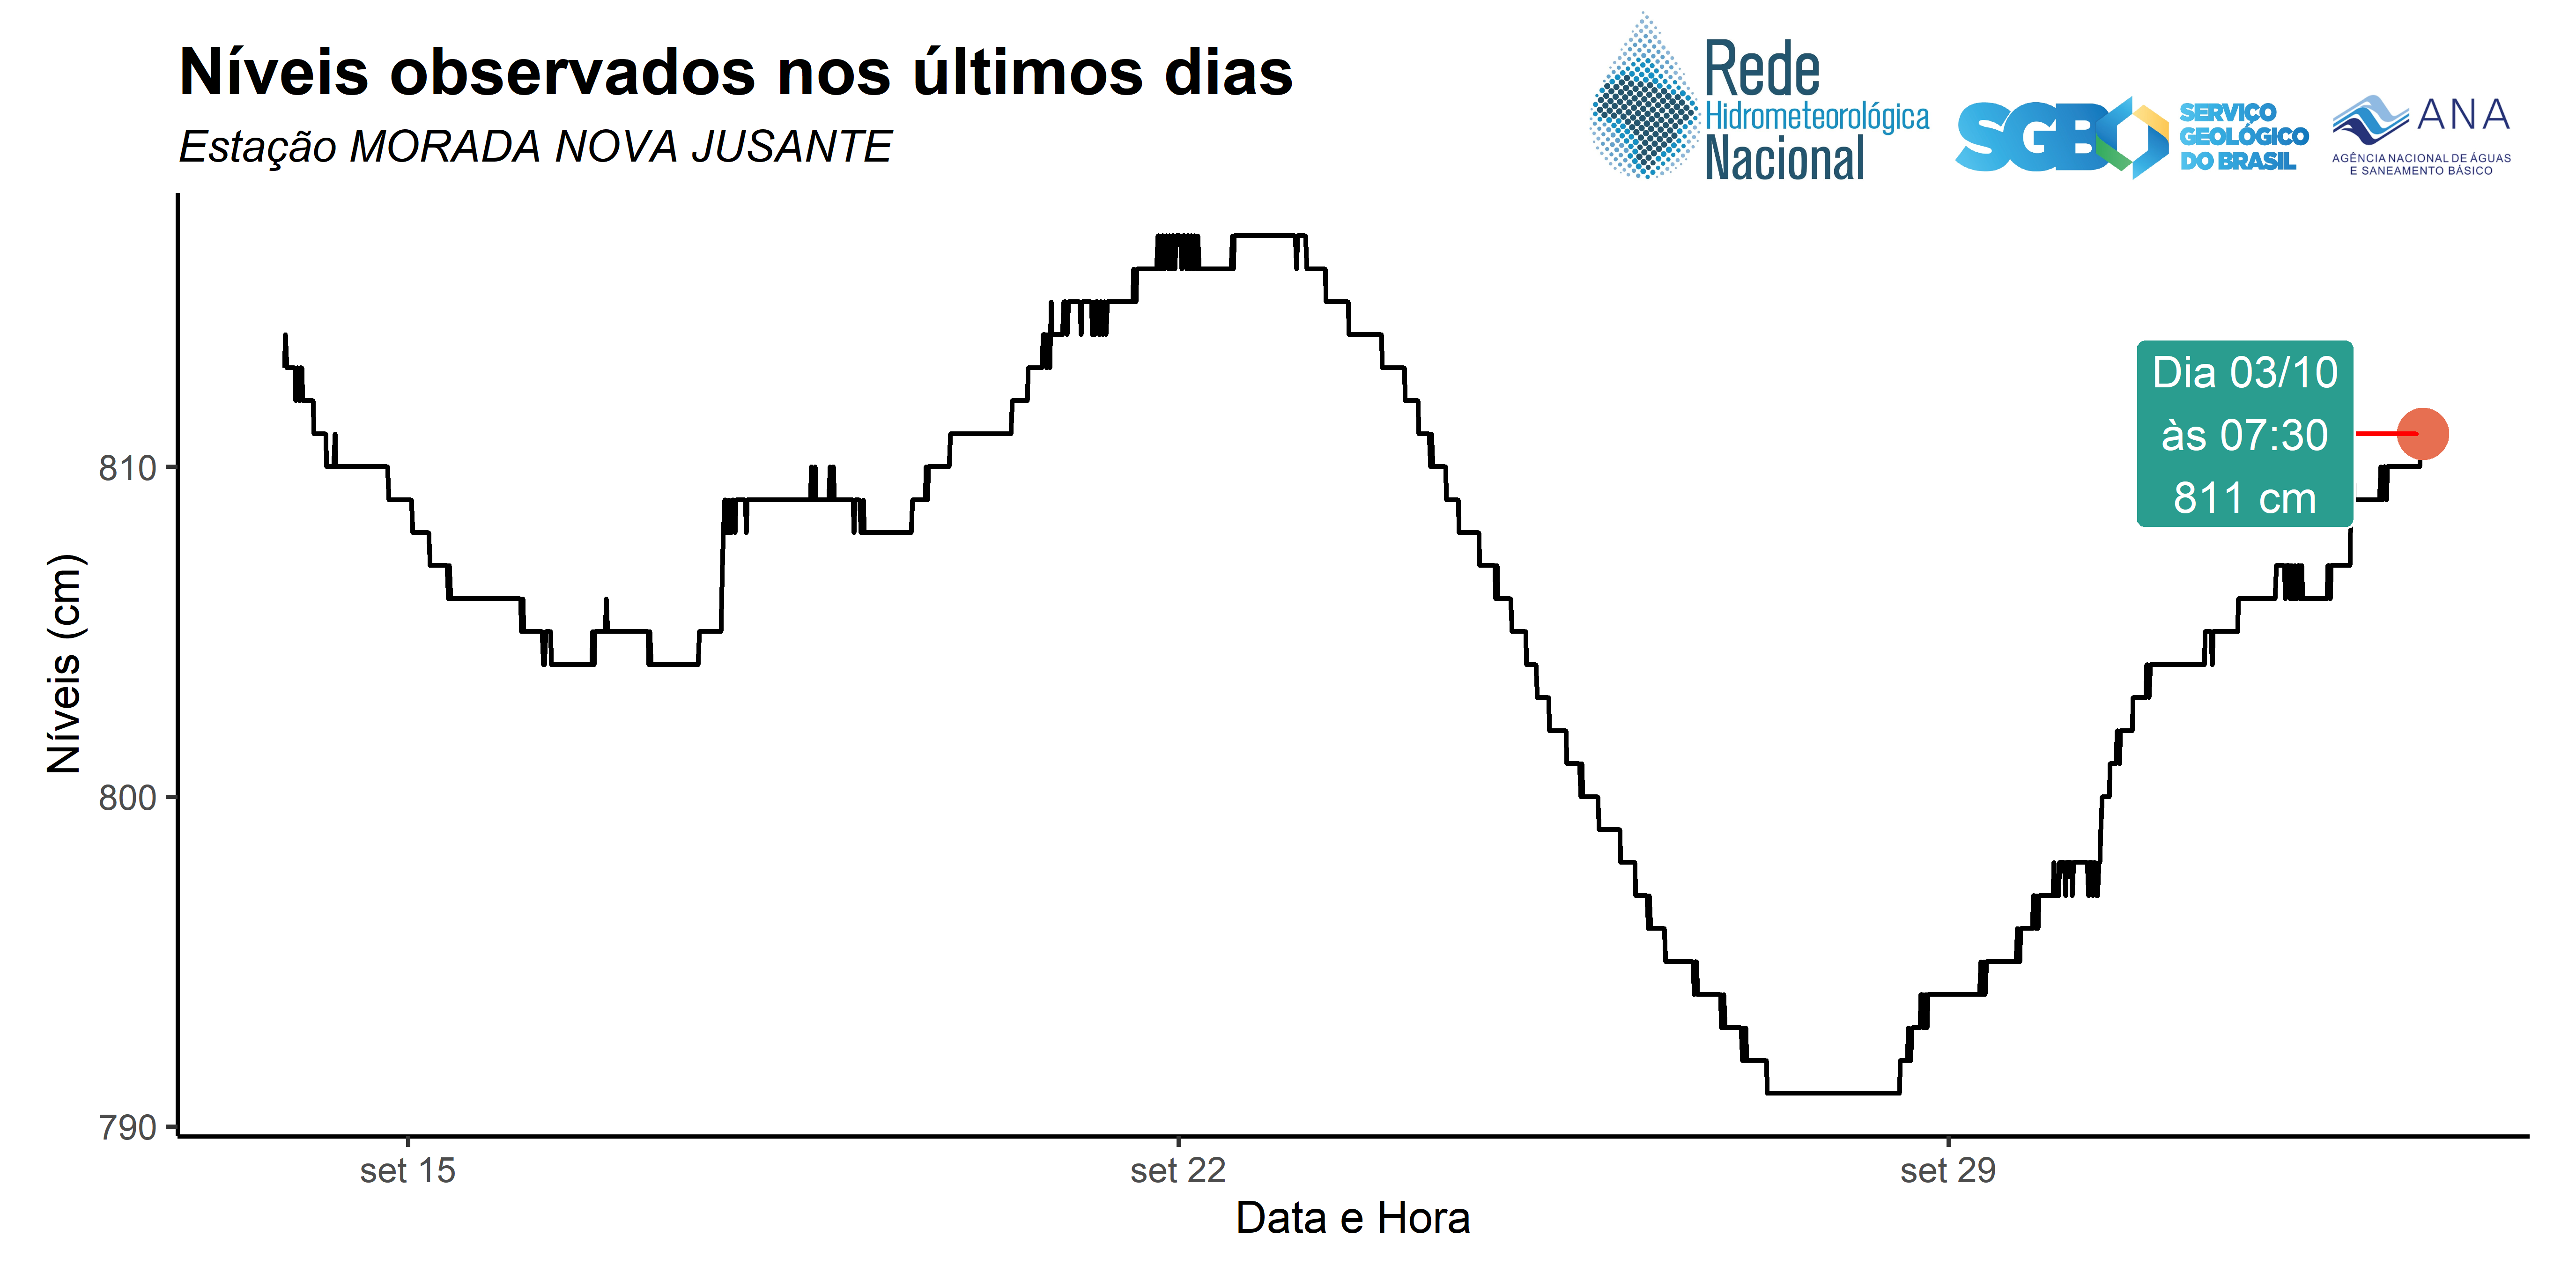 Níveis observados nos últimos dias
Estação MORADA NOVA JUSANTE
Rede
Hidrometeorológica
Nacional
SGB
SERVIÇO
GEOLÓGICO
DO BRASIL
ANA
AGÊNCIA NACIONAL DE ÁGUAS
E SANEAMENTO BÁSICO
Dia 03/10
às 07:30
811 cm
Níveis (cm)
810
800
790
set 15
set 22
set 29
Data e Hora